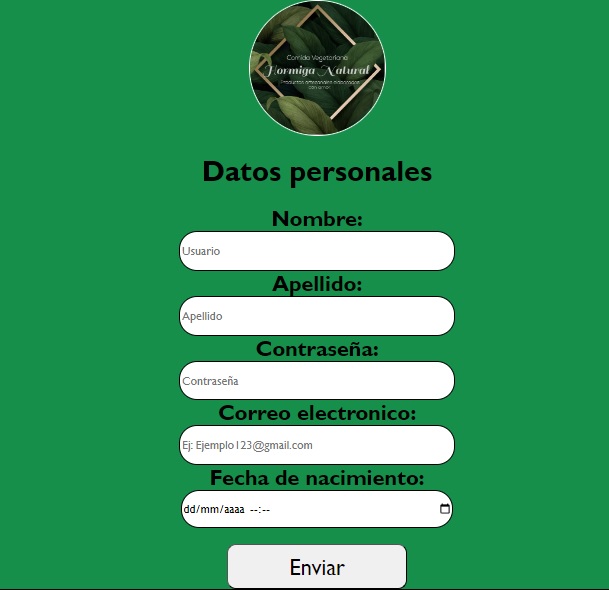 Comida Vegetariana
Hormiga Natural
Productos artesanales elaborados
con amor
Datos personales
Nombre:
Usuario
Apellido:
Apellido
Contraseña:
Contraseña
Correo electronico:
Ej: Ejemplo123@gmail.com
Fecha de nacimiento:
dd/mm/aaaa --:--
Enviar